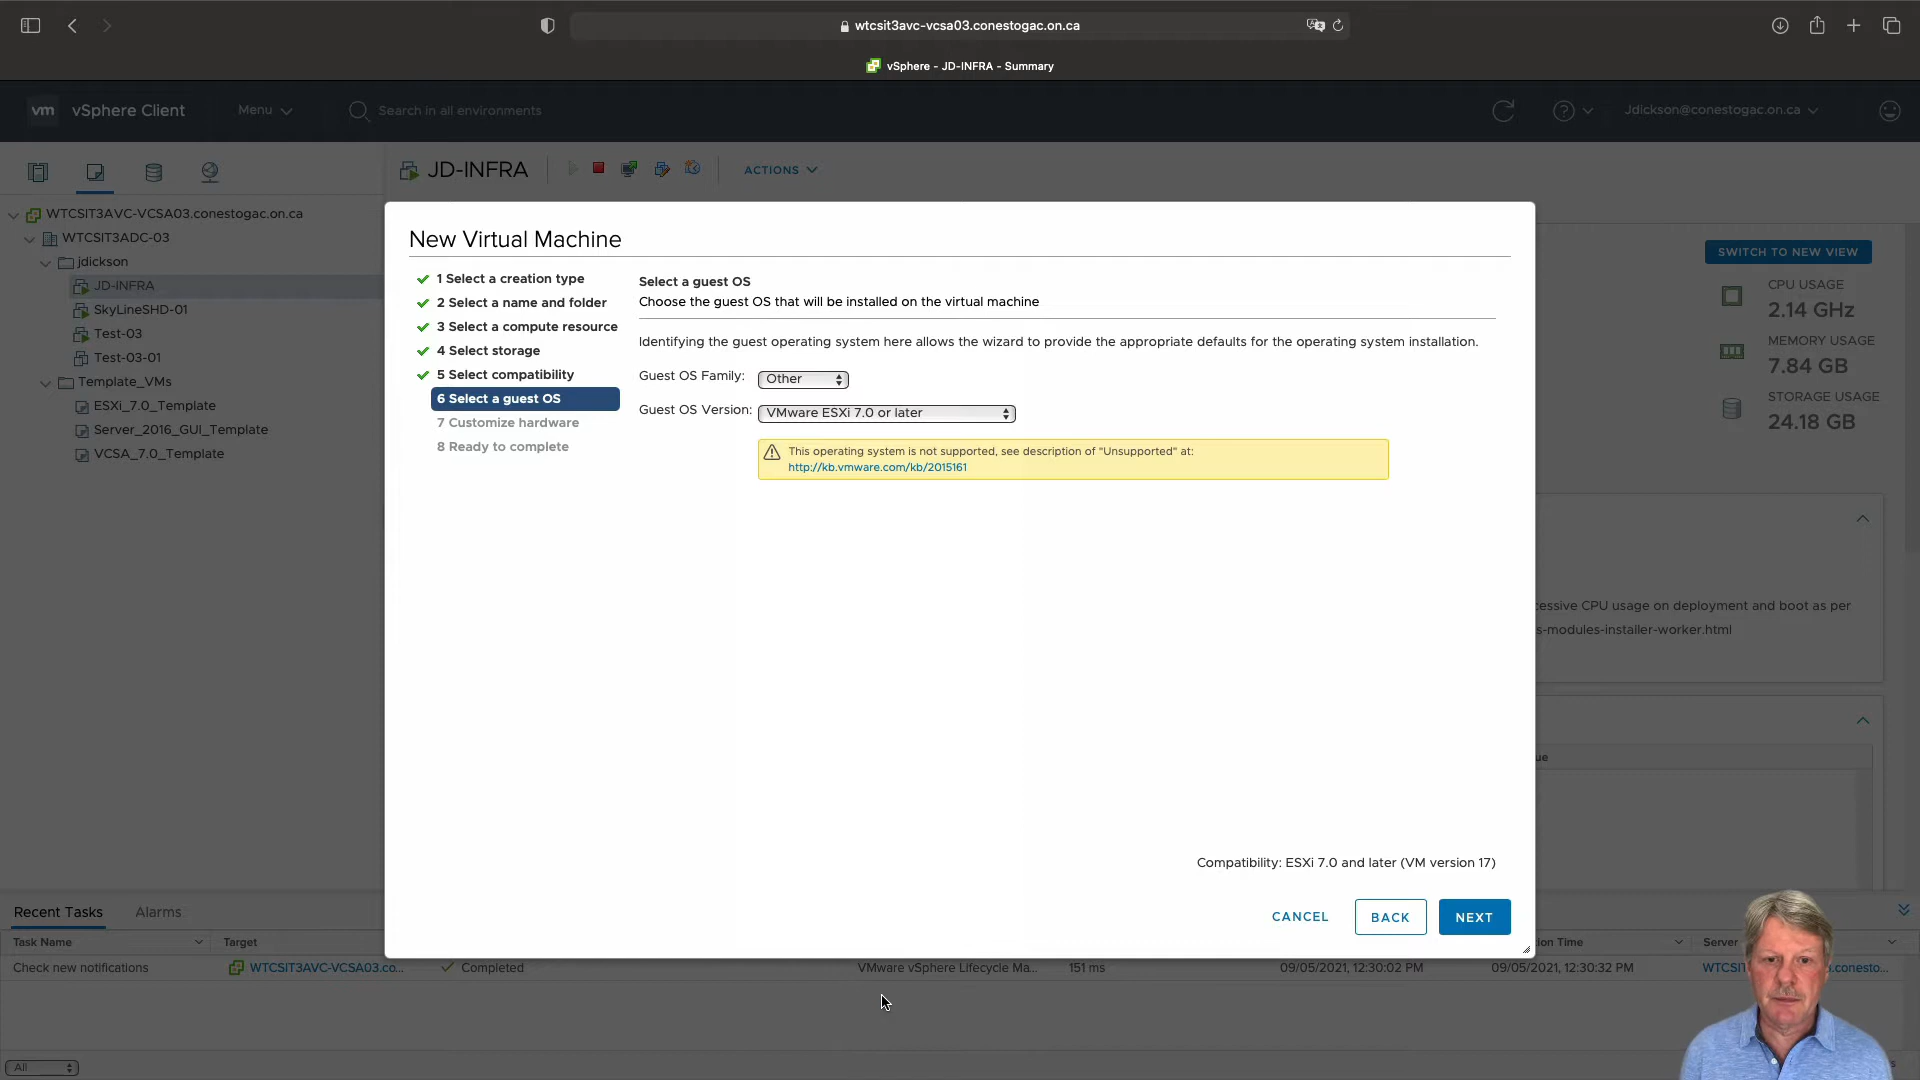 wtcsit3avc-vcsa03.conestogac.on.ca
vSphere - JD-INFRA - Summary
vm vSphere Client Menu Search in all environments Jdickson@conestogac.on.ca
JD-INFRA ACTIONS
WTCSIT3AVC-VCSA03.conestogac.on.ca
WTCSIT3ADC-03
jdickson
JD-INFRA
SkyLineSHD-01
Test-03
Test-03-01
Template_VMs
ESXi_7.0_Template
Server_2016_GUI_Template
VCSA_7.0_Template
New Virtual Machine
1 Select a creation type
2 Select a name and folder
3 Select a compute resource
4 Select storage
5 Select compatibility
6 Select a guest OS
7 Customize hardware
8 Ready to complete
Select a guest OS
Choose the guest OS that will be installed on the virtual machine
Identifying the guest operating system here allows the wizard to provide the appropriate defaults for the operating system installation.
Guest OS Family: Other
Guest OS Version: VMware ESXi 7.0 or later
This operating system is not supported, see description of "Unsupported" at:
http://kb.vmware.com/kb/2015161
Compatibility: ESXi 7.0 and later (VM version 17)
CANCEL BACK NEXT
SWITCH TO NEW VIEW
CPU USAGE
2.14 GHz
MEMORY USAGE
7.84 GB
STORAGE USAGE
24.18 GB
essive CPU usage on deployment and boot as per
s-modules-installer-worker.html
ue
Recent Tasks Alarms
Task Name Target ion Time Server
Check new notifications WTCSIT3AVC-VCSA03.co... Completed VMware vSphere Lifecycle Ma... 151 ms 09/05/2021, 12:30:02 PM 09/05/2021, 12:30:32 PM WTCSI i.conesto...
All